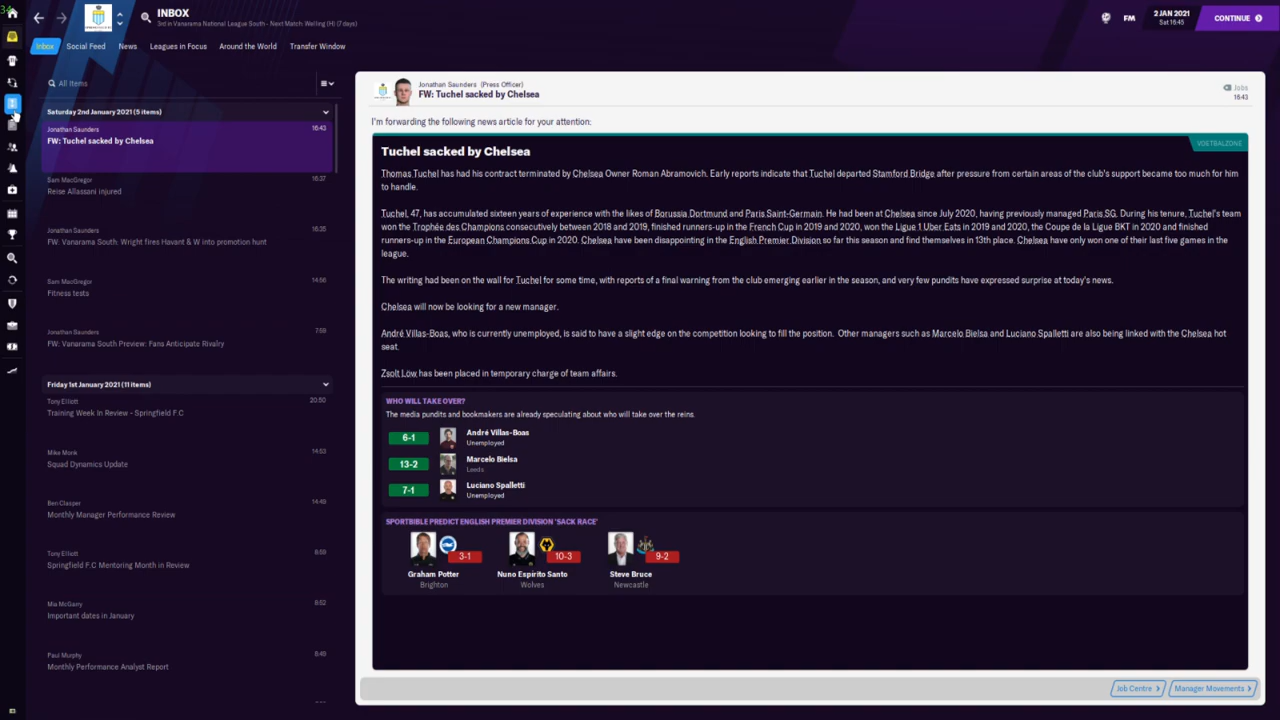 INBOX
3rd in Vanarama National League South - Next Match: Welling (H) (7 days)
FM
2 JAN 2021
Sat 16:45
CONTINUE
Inbox
Social Feed
News
Leagues in Focus
Around the World
Transfer Window
All Items
Saturday 2nd January 2021 (5 items)
Jonathan Saunders
16:43
FW: Tuchel sacked by Chelsea
Sam MacGregor
16:37
Reise Allassani injured
Jonathan Saunders
16:35
FW: Vanarama South: Wright fires Havant & W into promotion hunt
Sam MacGregor
14:56
Fitness tests
Jonathan Saunders
7:59
FW: Vanarama South Preview: Fans Anticipate Rivalry
Friday 1st January 2021 (11 items)
Tony Elliott
20:50
Training Week In Review - Springfield F.C
Mike Monk
14:53
Squad Dynamics Update
Ben Clasper
14:49
Monthly Manager Performance Review
Tony Elliott
8:59
Springfield F.C Mentoring Month in Review
Mia McGarry
8:52
Important dates in January
Paul Murphy
8:49
Monthly Performance Analyst Report
Jonathan Saunders (Press Officer)
FW: Tuchel sacked by Chelsea
Jobs
16:43
I'm forwarding the following news article for your attention:
VOETBALZONE
Tuchel sacked by Chelsea
Thomas Tuchel has had his contract terminated by Chelsea Owner Roman Abramovich. Early reports indicate that Tuchel departed Stamford Bridge after pressure from certain areas of the club's support became too much for him
to handle.
Tuchel, 47, has accumulated sixteen years of experience with the likes of Borussia Dortmund and Paris Saint-Germain. He had been at Chelsea since July 2020, having previously managed Paris SG. During his tenure, Tuchel's team
won the Trophée des Champions consecutively between 2018 and 2019, finished runners-up in the French Cup in 2019 and 2020, won the Ligue 1 Uber Eats in 2019 and 2020, the Coupe de la Ligue BKT in 2020 and finished
runners-up in the European Champions Cup in 2020. Chelsea have been disappointing in the English Premier Division so far this season and find themselves in 13th place. Chelsea have only won one of their last five games in the
league.
The writing had been on the wall for Tuchel for some time, with reports of a final warning from the club emerging earlier in the season, and very few pundits have expressed surprise at today's news.
Chelsea will now be looking for a new manager.
André Villas-Boas, who is currently unemployed, is said to have a slight edge on the competition looking to fill the position. Other managers such as Marcelo Bielsa and Luciano Spalletti are also being linked with the Chelsea hot
seat.
Zsolt Löw has been placed in temporary charge of team affairs.
WHO WILL TAKE OVER?
The media pundits and bookmakers are already speculating about who will take over the reins.
6-1
André Villas-Boas
Unemployed
13-2
Marcelo Bielsa
Leeds
7-1
Luciano Spalletti
Unemployed
SPORTBIBLE PREDICT ENGLISH PREMIER DIVISION 'SACK RACE'
3-1
10-3
9-2
Graham Potter
Nuno Espírito Santo
Steve Bruce
Brighton
Wolves
Newcastle
Job Centre
Manager Movements